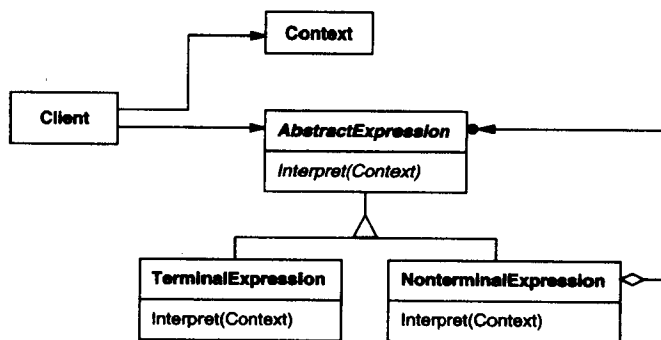 Context
Client
AbstractExpression
Interpret(Context)
TerminalExpression
NonterminalExpression
Interpret(Context)
Interpret(Context)